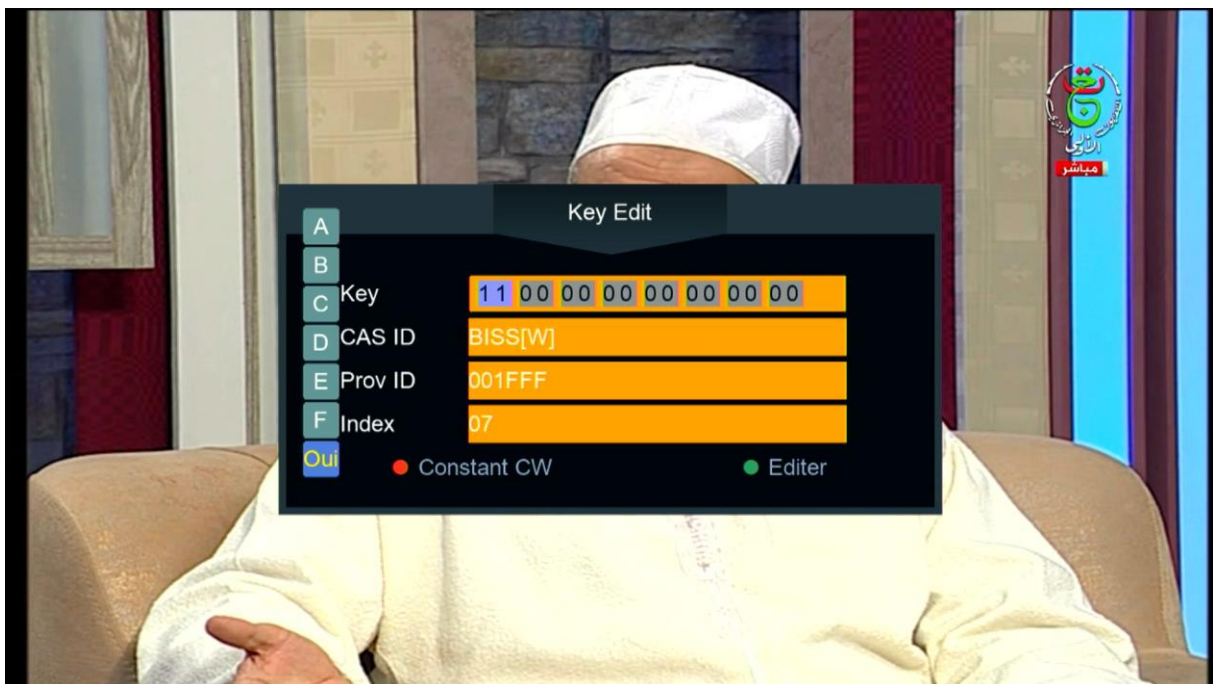 Key Edit
A
B
C
D
E
F
Oui
Key 11 00 00 00 00 00 00 00
CAS ID BISS[W]
Prov ID 001FFF
Index 07
Constant CW Editer
الأولى
مباشر